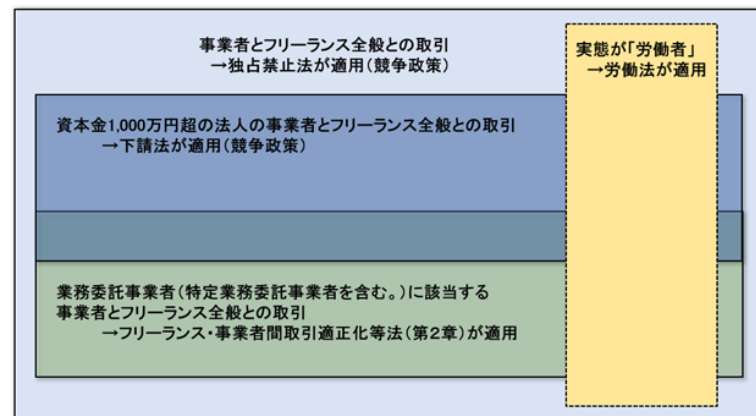 事業者とフリーランス全般との取引
→独占禁止法が適用(競争政策)
実態が「労働者」
→労働法が適用
資本金1,000万円超の法人の事業者とフリーランス全般との取引
→下請法が適用(競争政策)
業務委託事業者(特定業務委託事業者を含む。)に該当する
事業者とフリーランス全般との取引
→フリーランス・事業者間取引適正化等法(第2章)が適用